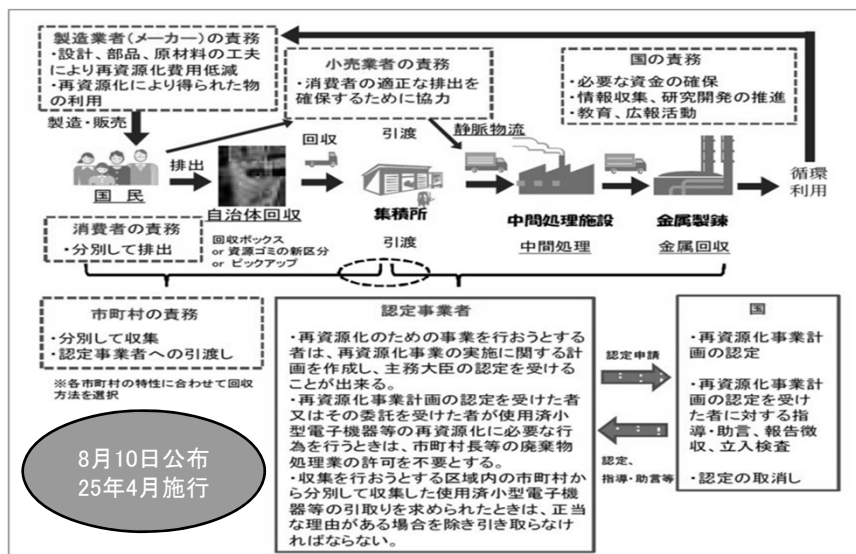 製造業者(メーカー)の責務
・設計、部品、原材料の工夫
により再資源化費用低減
・再資源化により得られた物
の利用
小売業者の責務
・消費者の適正な排出を
確保するために協力
国の責務
・必要な資金の確保
・情報収集、研究開発の推進
・教育、広報活動
製造・販売
回収
引渡
静脈物流
排出
循環
利用
国民
自治体回収
集積所
中間処理施設
金属製錬
消費者の責務
・分別して排出
回収ボックス
or 資源ゴミの新区分
or ピックアップ
引渡
中間処理
金属回収
市町村の責務
・分別して収集
・認定事業者への引渡し
※各市町村の特性に合わせて回収
方法を選択
8月10日公布
25年4月施行
認定事業者
・再資源化のための事業を行おうとする
者は、再資源化事業の実施に関する計
画を作成し、主務大臣の認定を受ける
ことが出来る。
・再資源化事業計画の認定を受けた者
又はその委託を受けた者が使用済小
型電子機器等の再資源化に必要な行
為を行うときは、市町村長等の廃棄物
処理業の許可を不要とする。
・収集を行おうとする区域内の市町村か
ら分別して収集した使用済小型電子機
器等の引取りを求められたときは、正
当な理由がある場合を除き引き取らなけ
ればならない。
認定申請
認定、
指導・助言等
国
・再資源化事業計
画の認定
・再資源化事業計
画の認定を受け
た者に対する指
導・助言、報告徴
収、立入検査
・認定の取消し